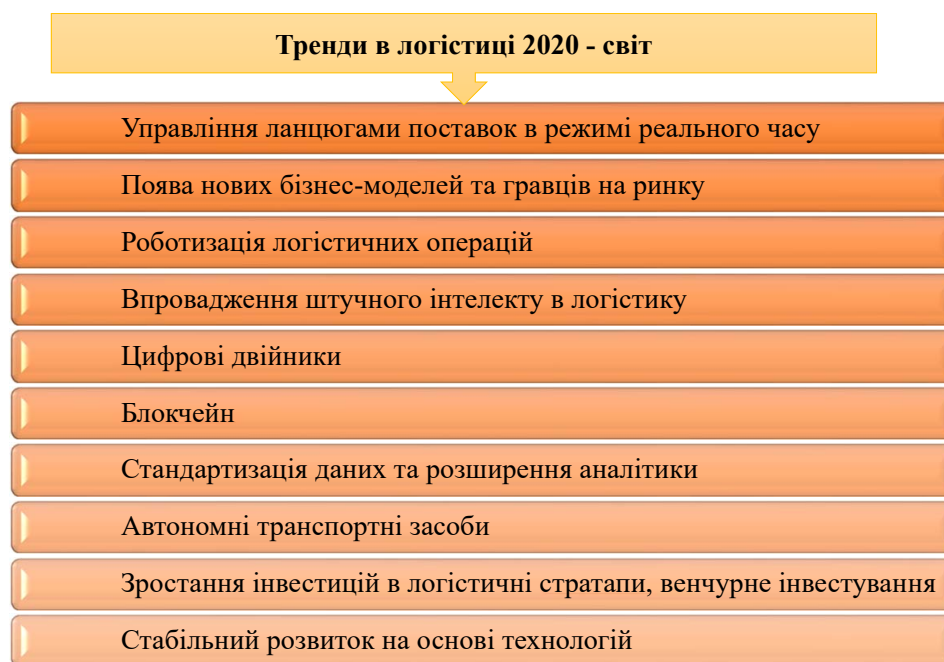 Тренди в логістиці 2020 - світ
Управління ланцюгами поставок в режимі реального часу
Поява нових бізнес-моделей та гравців на ринку
Роботизація логістичних операцій
Впровадження штучного інтелекту в логістику
Цифрові двійники
Блокчейн
Стандартизація даних та розширення аналітики
Автономні транспортні засоби
Зростання інвестицій в логістичні стратапи, венчурне інвестування
Стабільний розвиток на основі технологій